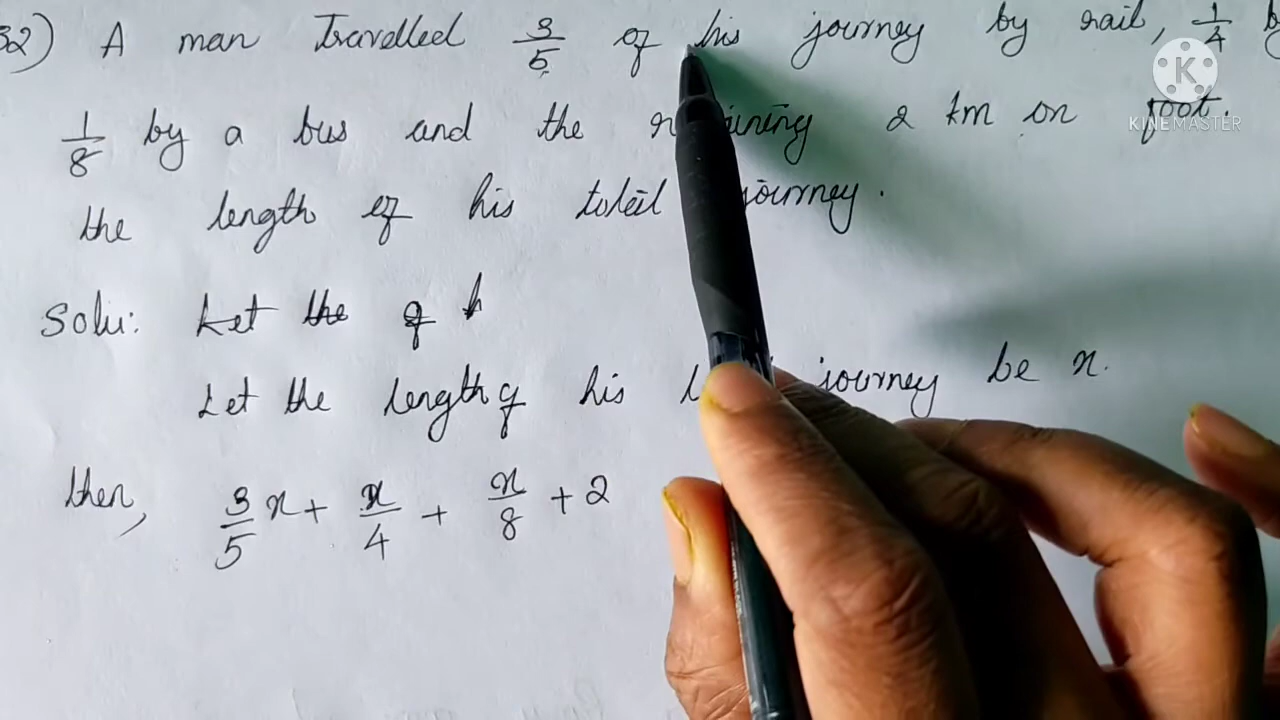 32) A man Travelled 3/5 of his journey by rail, 1/4 by
1/8 by a bus and the remaining 2 km on foot.
the length of his total journey.
Solu: Let the of h
Let the length of his journey be x.
then, 3/5 x + x/4 + x/8 + 2
K
KINEMASTER